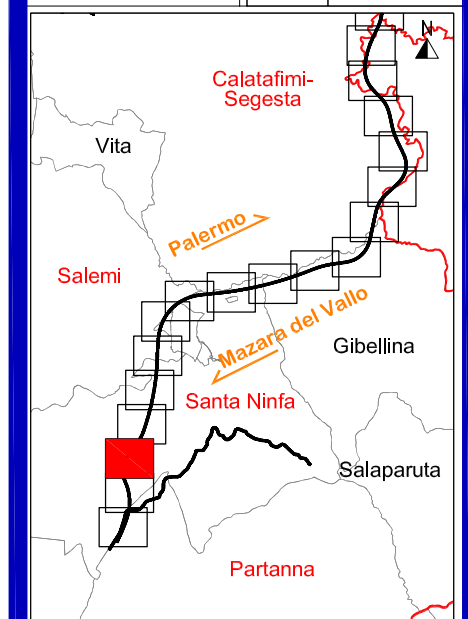 N
Calatafimi-
Segesta
Vita
Palermo
Salemi
Mazara del Vallo
Gibellina
Santa Ninfa
Salaparuta
Partanna